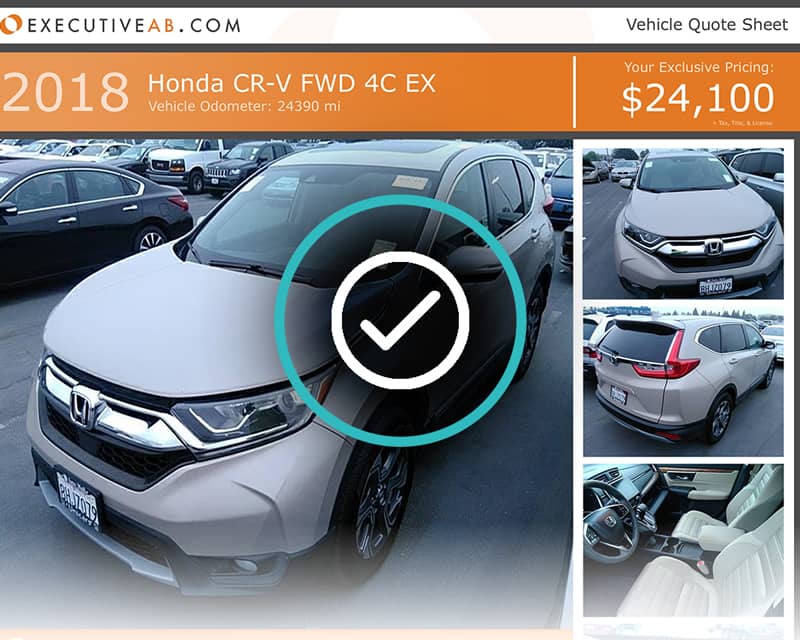 EXECUTIVEAB.COM
Vehicle Quote Sheet
2018
Honda CR-V FWD 4C EX
Vehicle Odometer: 24390 mi
Your Exclusive Pricing:
$24,100
+ Tax, Title, & License